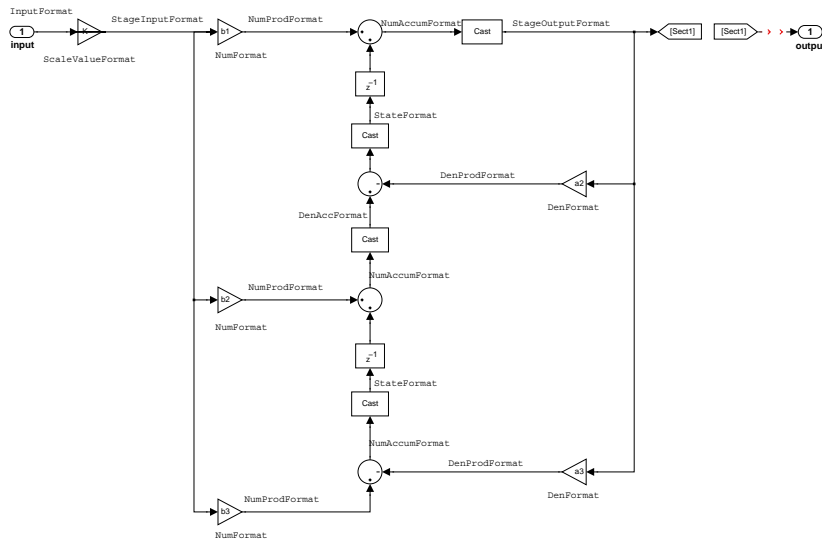 InputFormat
StageInputFormat
NumProdFormat
NumAccumFormat
StageOutputFormat
1
input
K
b1
Cast
[Sect1]
[Sect1]
1
output
ScaleValueFormat
NumFormat
z-1
StateFormat
Cast
DenProdFormat
a2
DenFormat
DenAccFormat
Cast
NumAccumFormat
NumProdFormat
b2
NumFormat
z-1
StateFormat
Cast
NumAccumFormat
DenProdFormat
a3
DenFormat
NumProdFormat
b3
NumFormat